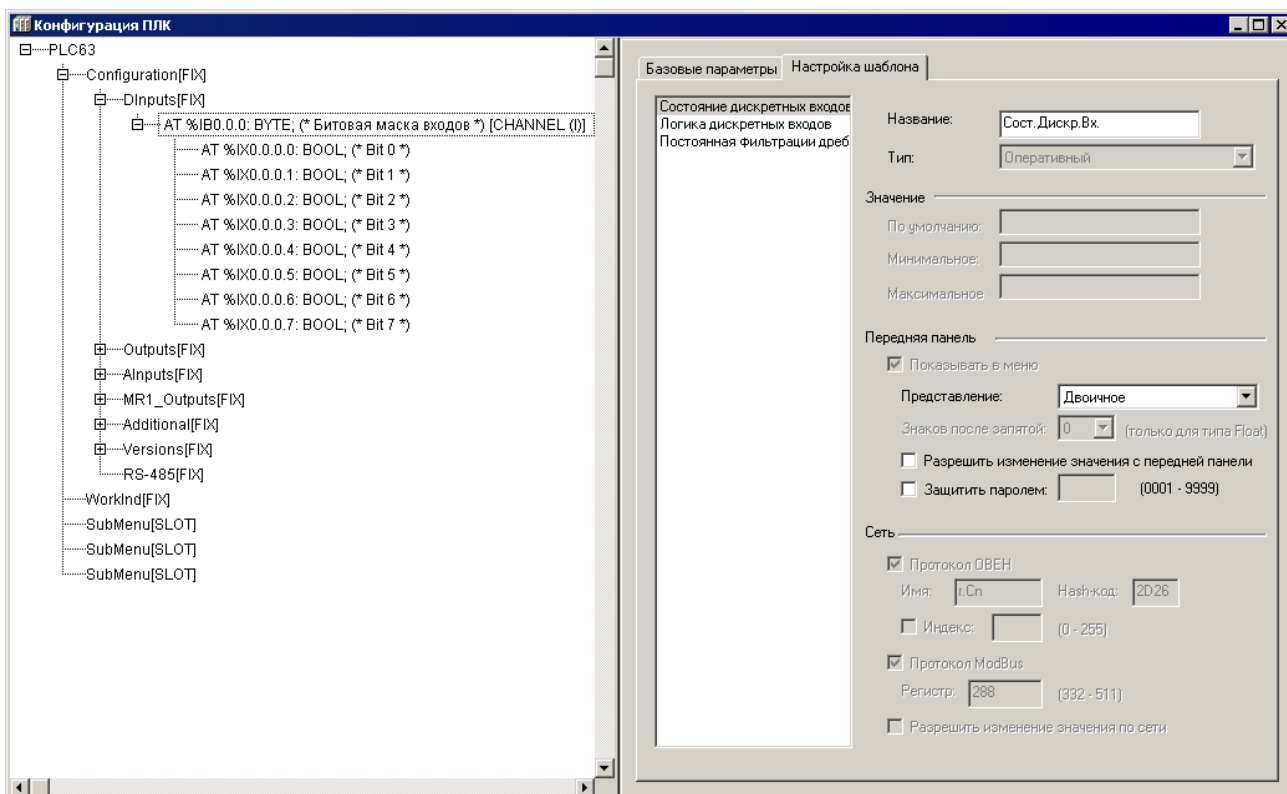 Конфигурация ПЛК
PLC63
Configuration[FIX]
DInputs[FIX]
AT %IB0.0.0: BYTE; (* Битовая маска входов *) [CHANNEL (I)]
AT %IX0.0.0.0: BOOL; (* Bit 0 *)
AT %IX0.0.0.1: BOOL; (* Bit 1 *)
AT %IX0.0.0.2: BOOL; (* Bit 2 *)
AT %IX0.0.0.3: BOOL; (* Bit 3 *)
AT %IX0.0.0.4: BOOL; (* Bit 4 *)
AT %IX0.0.0.5: BOOL; (* Bit 5 *)
AT %IX0.0.0.6: BOOL; (* Bit 6 *)
AT %IX0.0.0.7: BOOL; (* Bit 7 *)
Outputs[FIX]
AInputs[FIX]
MR1_Outputs[FIX]
Additional[FIX]
Versions[FIX]
RS-485[FIX]
WorkInd[FIX]
SubMenu[SLOT]
SubMenu[SLOT]
SubMenu[SLOT]
Базовые параметры Настройка шаблона
Состояние дискретных входов
Логика дискретных входов
Постоянная фильтрации дреб
Название: Сост.Дискр.Вх.
Тип: Оперативный
Значение
По умолчанию:
Минимальное:
Максимальное
Передняя панель
Показывать в меню
Представление: Двоичное
Знаков после запятой: 0 (только для типа Float)
Разрешить изменение значения с передней панели
Защитить паролем: (0001 - 9999)
Сеть
Протокол ОВЕН
Имя: r.Cn Hash-код: 2D26
Индекс: (0 - 255)
Протокол ModBus
Регистр: 288 (332 - 511)
Разрешить изменение значения по сети